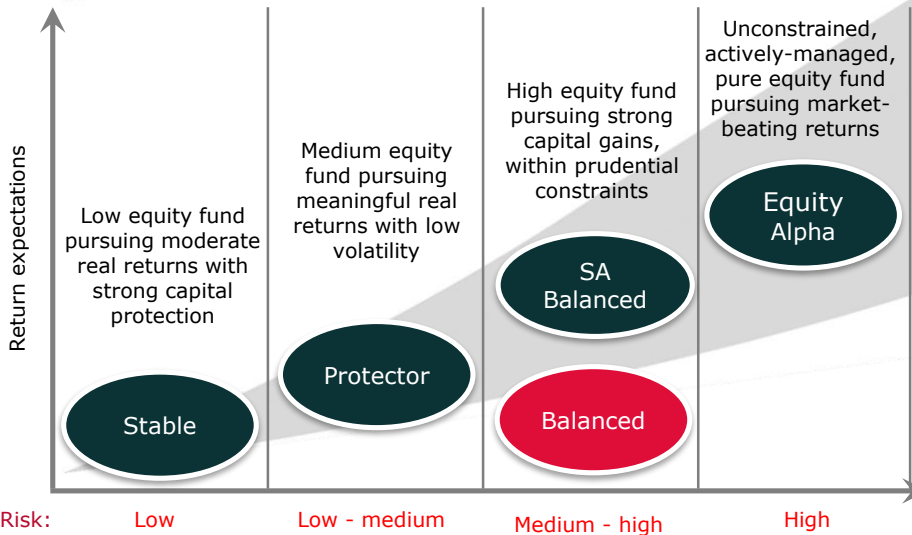 Return expectations
Low equity fund
pursuing moderate
real returns with
strong capital
protection
Stable
Medium equity
fund pursuing
meaningful real
returns with low
volatility
Protector
High equity fund
pursuing strong
capital gains,
within prudential
constraints
SA
Balanced
Balanced
Unconstrained,
actively-managed,
pure equity fund
pursuing market-
beating returns
Equity
Alpha
Risk:
Low
Low - medium
Medium - high
High